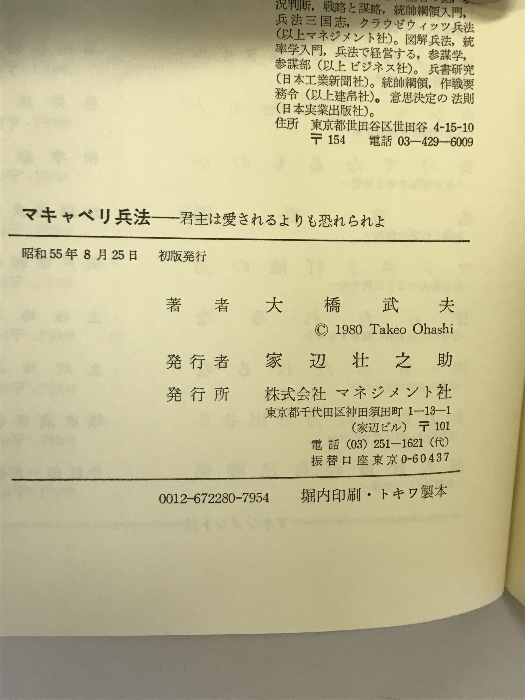 況判断，戦略と謀略，統帥綱領入門，
兵法三国志，クラウゼウィッツ兵法
(以上マネジメント社)。図解兵法，統
率学入門，兵法で経営する，参謀学，
参謀部（以上ビジネス社)。兵書研究
(日本工業新聞社)。統帥綱領，作戦要
務令（以上建帛社)。意思決定の法則
(日本実業出版社)。
住所　東京都世田谷区世田谷 4-15-10
〒154　電話 03-429-6009
マキャベリ兵法——君主は愛されるよりも恐れられよ
昭和55年8月25日　初版発行
著者　大橋武夫
© 1980 Takeo Ohashi
発行者　家辺壮之助
発行所　株式会社 マネジメント社
東京都千代田区神田須田町 1-13-1
(家辺ビル) 〒101
電話 (03) 251-1621 (代)
振替口座東京 0-60437
0012-672280-7954　堀内印刷・トキワ製本